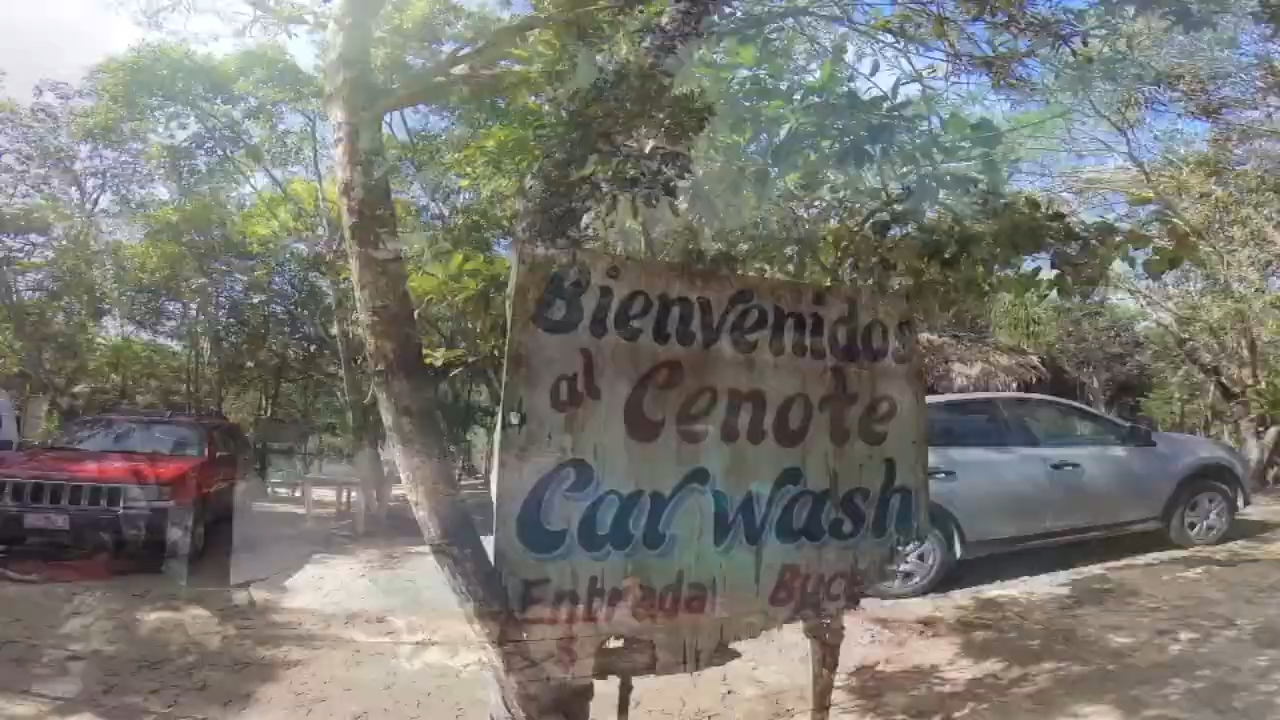 Bienvenidos
al Cenote
Car wash
Entrada
$